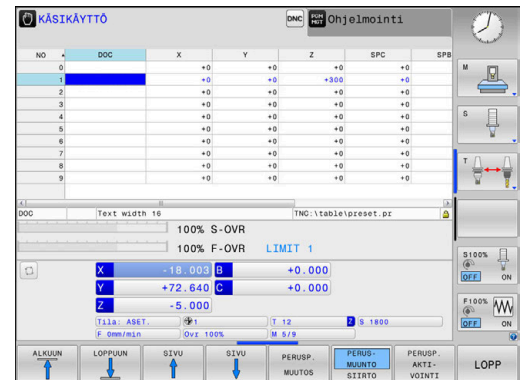 KÄSIKÄYTTÖ DNC PGM MGT Ohjelmointi
NO DOC X Y Z SPC SPB
0 +0 +0 +0 +0
1 +0 +0 +300 +0
2 +0 +0 +0 +0
3 +0 +0 +0 +0
4 +0 +0 +0 +0
5 +0 +0 +0 +0
6 +0 +0 +0 +0
7 +0 +0 +0 +0
8 +0 +0 +0 +0
9 +0 +0 +0 +0
DOC Text width 16 TNC:\table\preset.pr
100% S-OVR
100% F-OVR LIMIT 1
X -18.003 B +0.000
Y +72.640 C +0.000
Z -5.000
Tila: ASET. 1 T 12 Z S 1800
F 0mm/min Ovr 100% M 5/9
M
S
T
S100%
OFF ON
F100%
OFF ON
ALKUUN LOPPUUN SIVU SIVU PERUSP. MUUTOS PERUS- MUUNTO SIIRTO PERUSP. AKTI- VOINTI LOPP